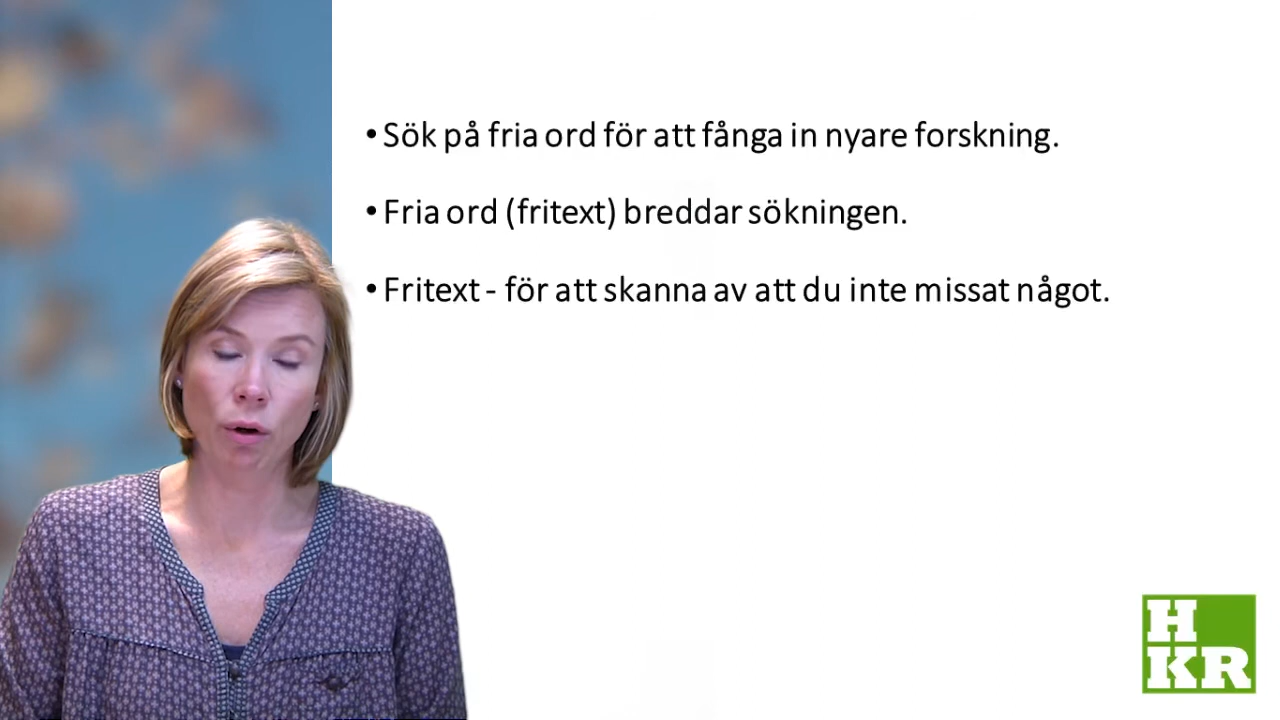 • Sök på fria ord för att fånga in nyare forskning.
• Fria ord (fritext) breddar sökningen.
• Fritext - för att skanna av att du inte missat något.
H
KR